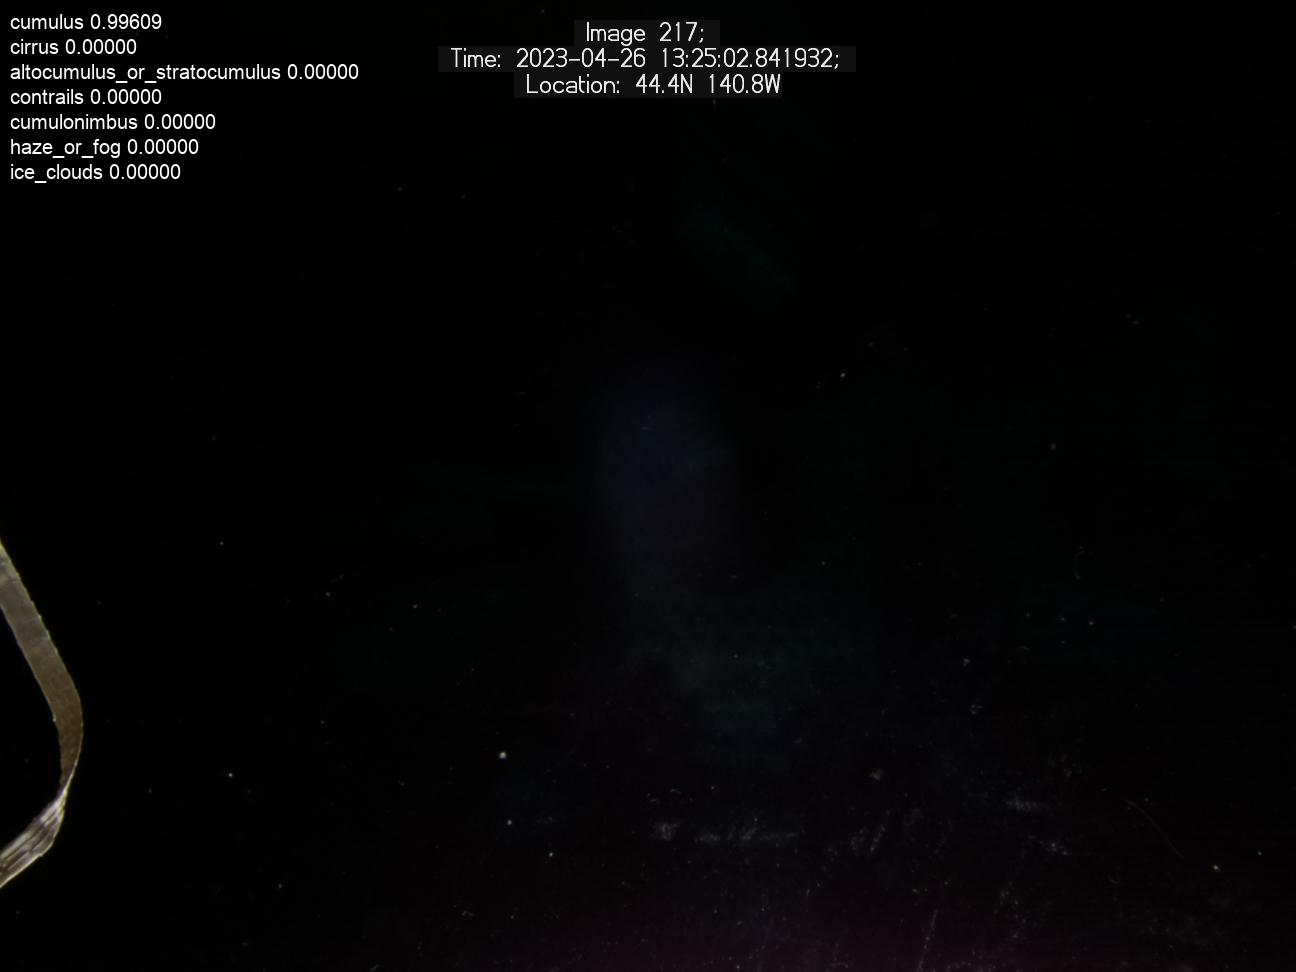 cumulus 0.99609
cirrus 0.00000
altocumulus_or_stratocumulus 0.00000
contrails 0.00000
cumulonimbus 0.00000
haze_or_fog 0.00000
ice_clouds 0.00000
Image 217;
Time: 2023-04-26 13:25:02.841932;
Location: 44.4N 140.8W